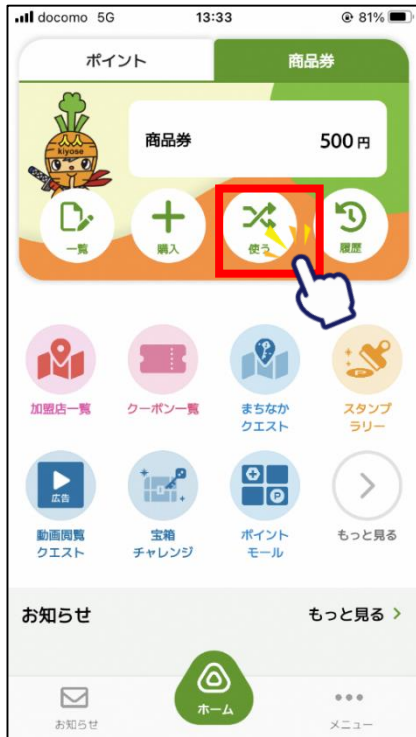 docomo 5G 13:33 81%
ポイント 商品券
kiyose
商品券 500 円
一覧 購入 使う 履歴
加盟店一覧 クーポン一覧 まちなか スタンプ
クエスト ラリー
広告 P
動画閲覧 宝箱 ポイント もっと見る
クエスト チャレンジ モール
お知らせ もっと見る >
ホーム
お知らせ メニュー